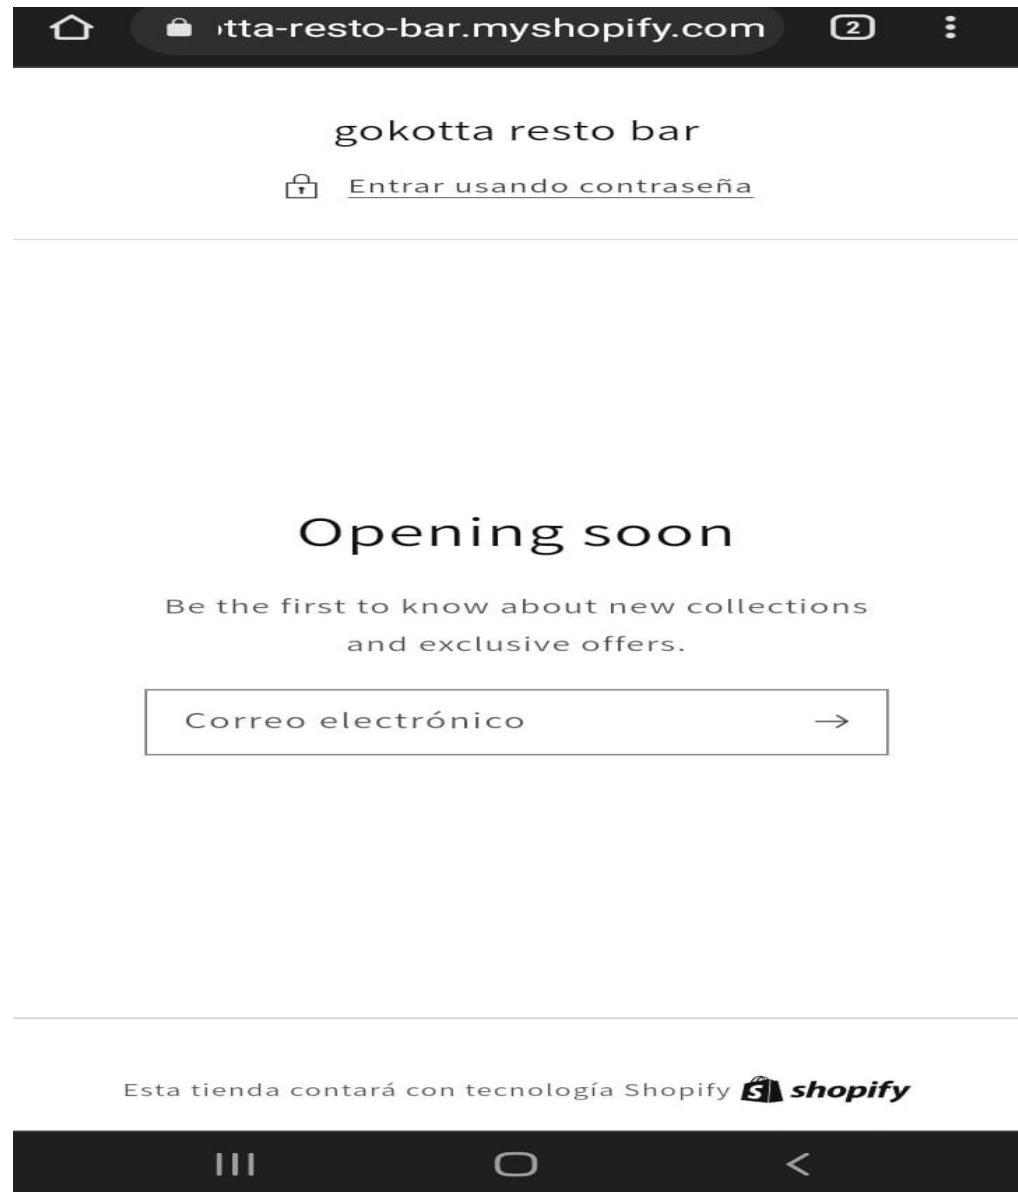 tta-resto-bar.myshopify.com 2
gokotta resto bar
Entrar usando contraseña
Opening soon
Be the first to know about new collections
and exclusive offers.
Correo electrónico
Esta tienda contará con tecnología Shopify shopify